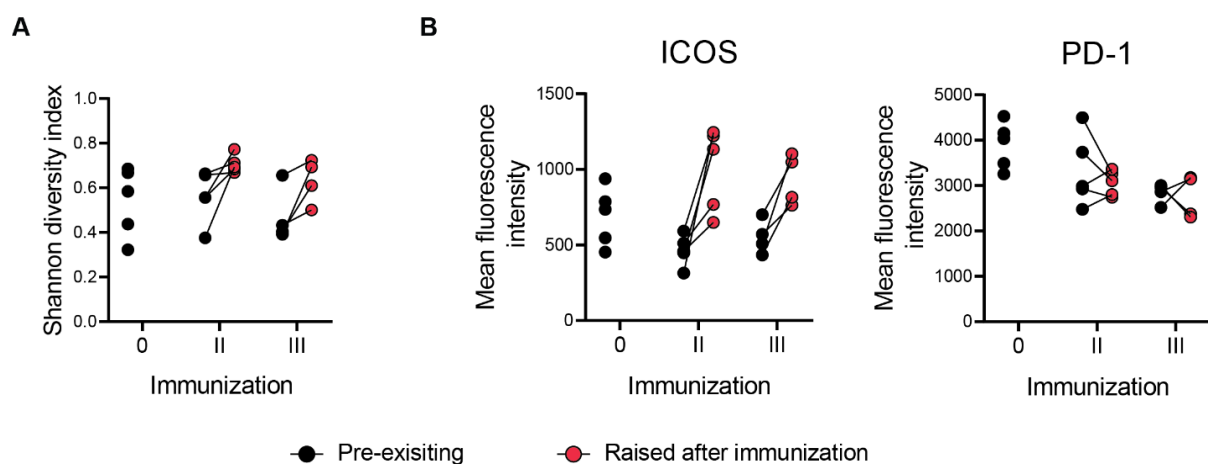 A
B
ICOS
PD-1
Shannon diversity index
1.0
0.8
0.6
0.4
0.2
0.0
0
II
III
Immunization
Mean fluorescence
intensity
1500
1000
500
0
0
II
III
Immunization
Mean fluorescence
intensity
5000
4000
3000
2000
1000
0
0
II
III
Immunization
Pre-exisiting
Raised after immunization